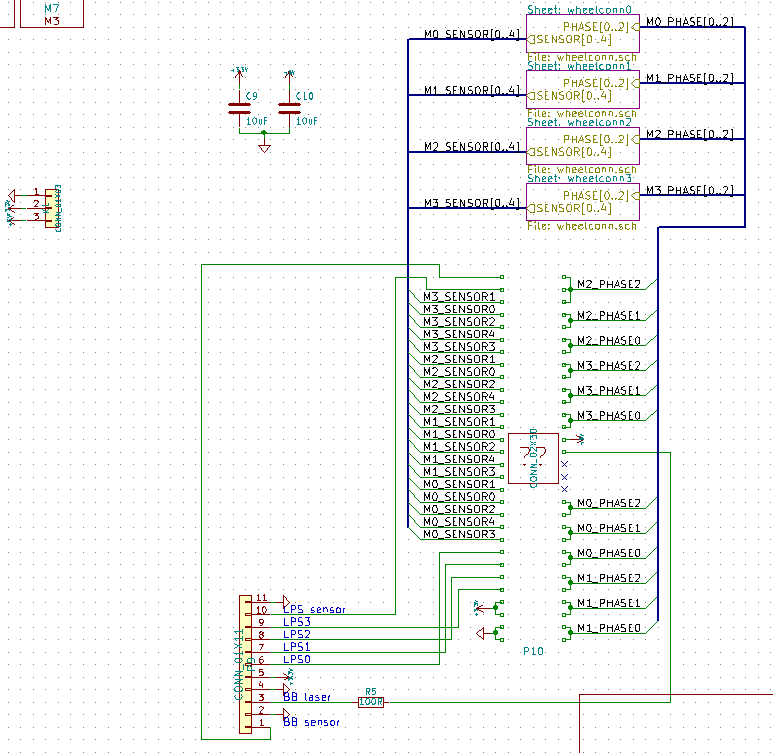 M7
M3
Sheet: wheelconn0
M0_SENSOR[0..4]
PHASE[0..2]
SENSOR[0..4]
M0_PHASE[0..2]
File: wheelconn.sch
Sheet: wheelconn1
M1_SENSOR[0..4]
PHASE[0..2]
SENSOR[0..4]
M1_PHASE[0..2]
File: wheelconn.sch
Sheet: wheelconn2
M2_SENSOR[0..4]
PHASE[0..2]
SENSOR[0..4]
M2_PHASE[0..2]
File: wheelconn.sch
Sheet: wheelconn3
M3_SENSOR[0..4]
PHASE[0..2]
SENSOR[0..4]
M3_PHASE[0..2]
File: wheelconn.sch
C9
10uF
C10
10uF
1
2
3
M3_SENSOR1
M3_SENSOR0
M3_SENSOR2
M3_SENSOR4
M3_SENSOR3
M2_SENSOR1
M2_SENSOR0
M2_SENSOR2
M2_SENSOR4
M2_SENSOR3
M1_SENSOR1
M1_SENSOR0
M1_SENSOR2
M1_SENSOR4
M1_SENSOR3
M0_SENSOR1
M0_SENSOR0
M0_SENSOR2
M0_SENSOR4
M0_SENSOR3
M2_PHASE2
M2_PHASE1
M2_PHASE0
M3_PHASE2
M3_PHASE1
M3_PHASE0
CONN_02X30
??
M0_PHASE2
M0_PHASE1
M0_PHASE0
M1_PHASE2
M1_PHASE1
M1_PHASE0
P10
CONN_01X11
11
10
9
8
7
6
5
4
3
2
1
LPS sensor
LPS3
LPS2
LPS1
LPS0
BB laser
BB sensor
R5
100R